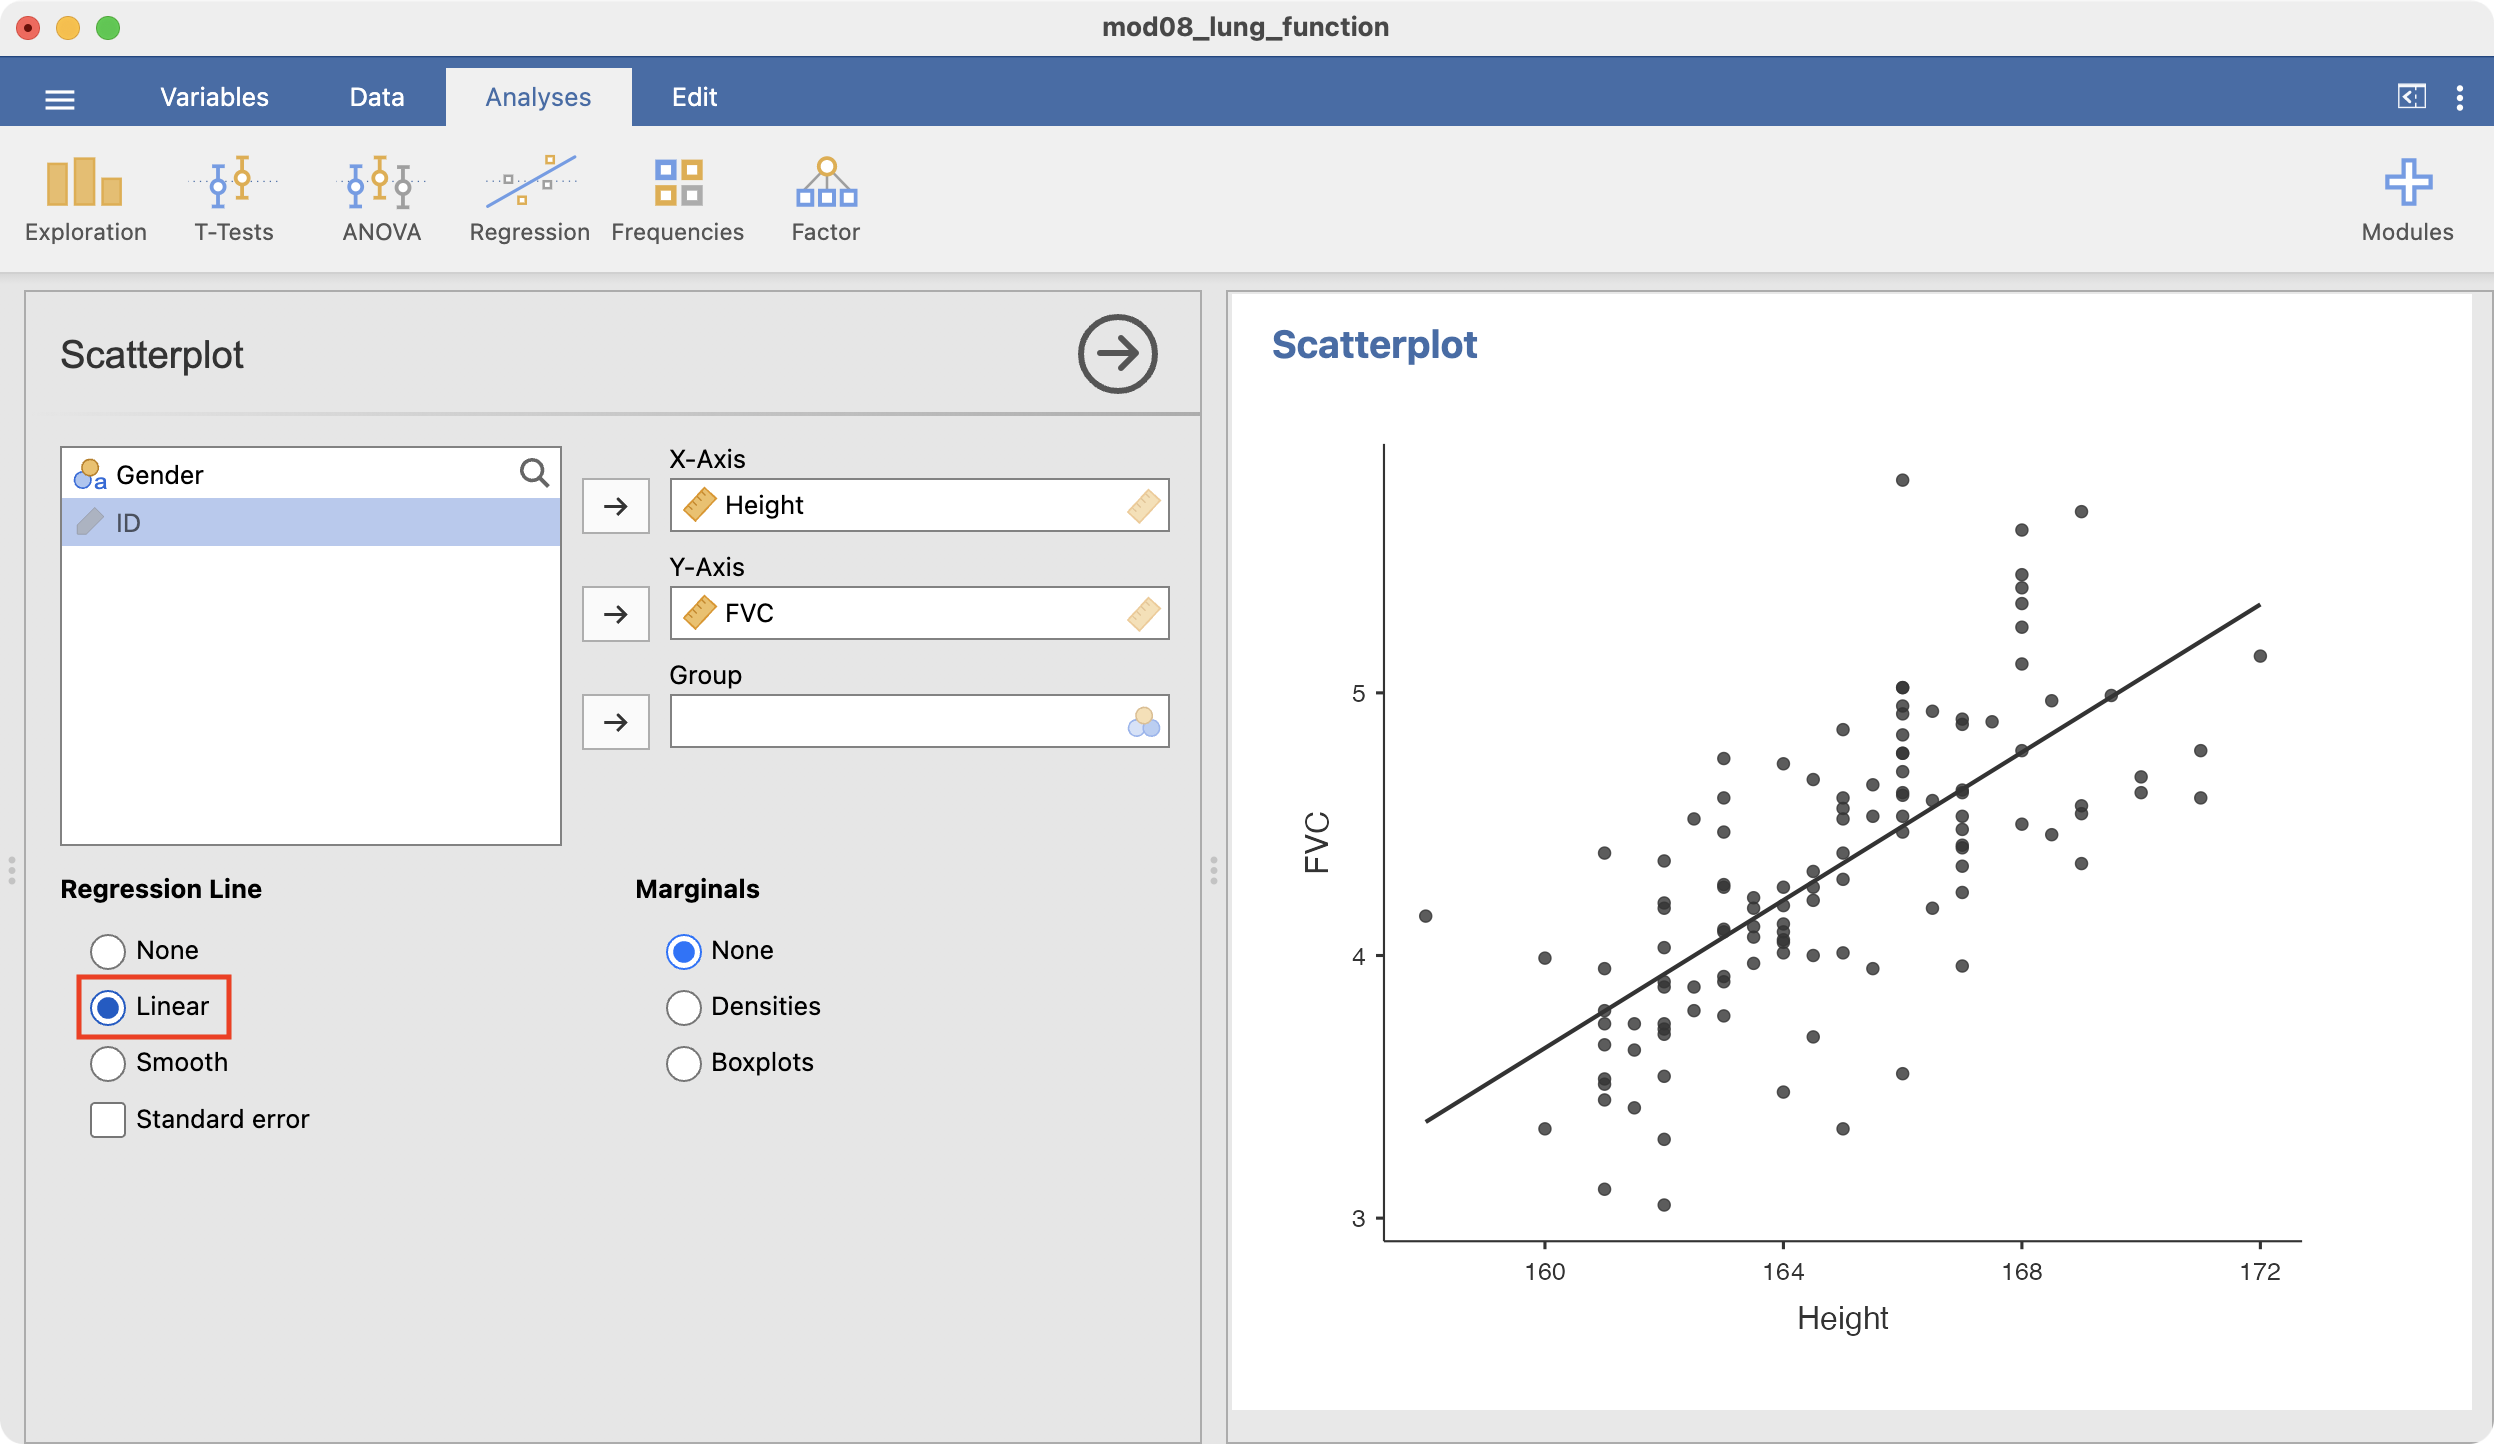 mod08_lung_function
Variables Data Analyses Edit
Exploration T-Tests ANOVA Regression Frequencies Factor Modules
Scatterplot
a Gender
ID
X-Axis
Height
Y-Axis
FVC
Group
Regression Line
None
Linear
Smooth
Standard error
Marginals
None
Densities
Boxplots
Scatterplot
FVC
5
4
3
160 164 168 172
Height